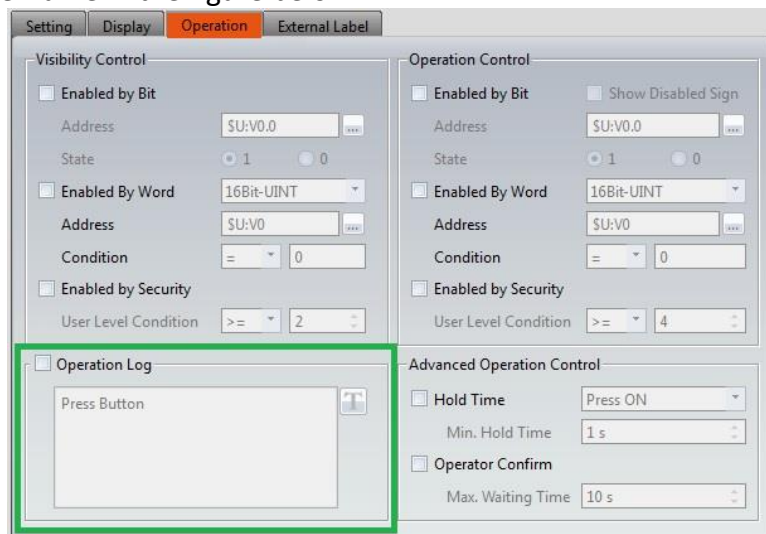 Setting Display Operation External Label
Visibility Control
Enabled by Bit
Address $U:V0.0 ...
State 1 0
Enabled By Word 16Bit-UINT
Address $U:V0 ...
Condition = 0
Enabled by Security
User Level Condition >= 2
Operation Control
Enabled by Bit Show Disabled Sign
Address $U:V0.0 ...
State 1 0
Enabled By Word 16Bit-UINT
Address $U:V0 ...
Condition = 0
Enabled by Security
User Level Condition >= 4
Operation Log
Press Button T
Advanced Operation Control
Hold Time Press ON
Min. Hold Time 1 s
Operator Confirm
Max. Waiting Time 10 s